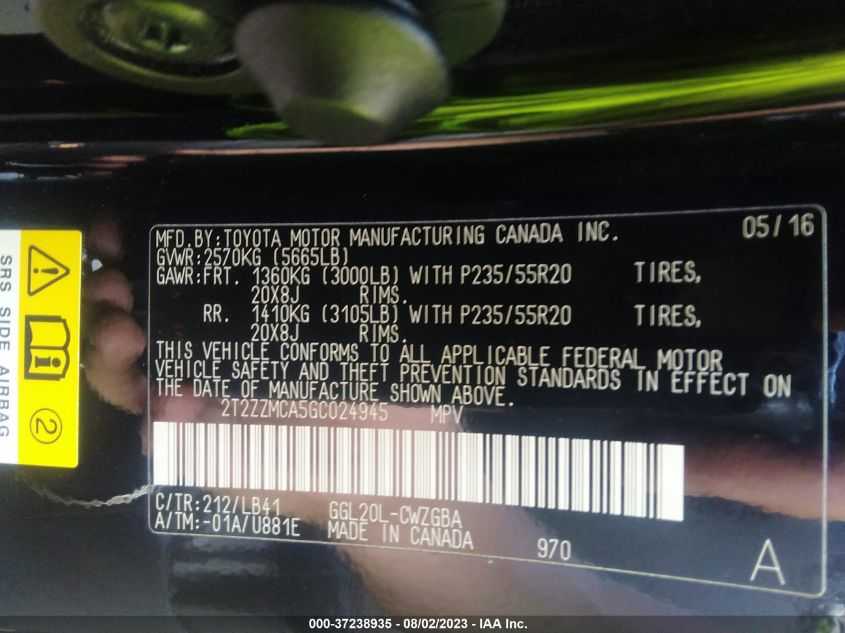 MFD.BY:TOYOTA MOTOR MANUFACTURING CANADA INC. 05/16
GVWR:2570KG (5665LB)
GAWR:FRT. 1360KG (3000LB) WITH P235/55R20 TIRES,
20X8J RIMS.
RR. 1410KG (3105LB) WITH P235/55R20 TIRES,
20X8J RIMS.
THIS VEHICLE CONFORMS TO ALL APPLICABLE FEDERAL MOTOR
VEHICLE SAFETY AND THEFT PREVENTION STANDARDS IN EFFECT ON
THE DATE OF MANUFACTURE SHOWN ABOVE.
2T2ZZMCA5GC024945 MPV
C/TR:212/LB41 GGL20L-CWZGBA
A/TM:-01A/U881E MADE IN CANADA 970
A
SRS SIDE AIRBAG
2
000-37238935 - 08/02/2023 - IAA Inc.